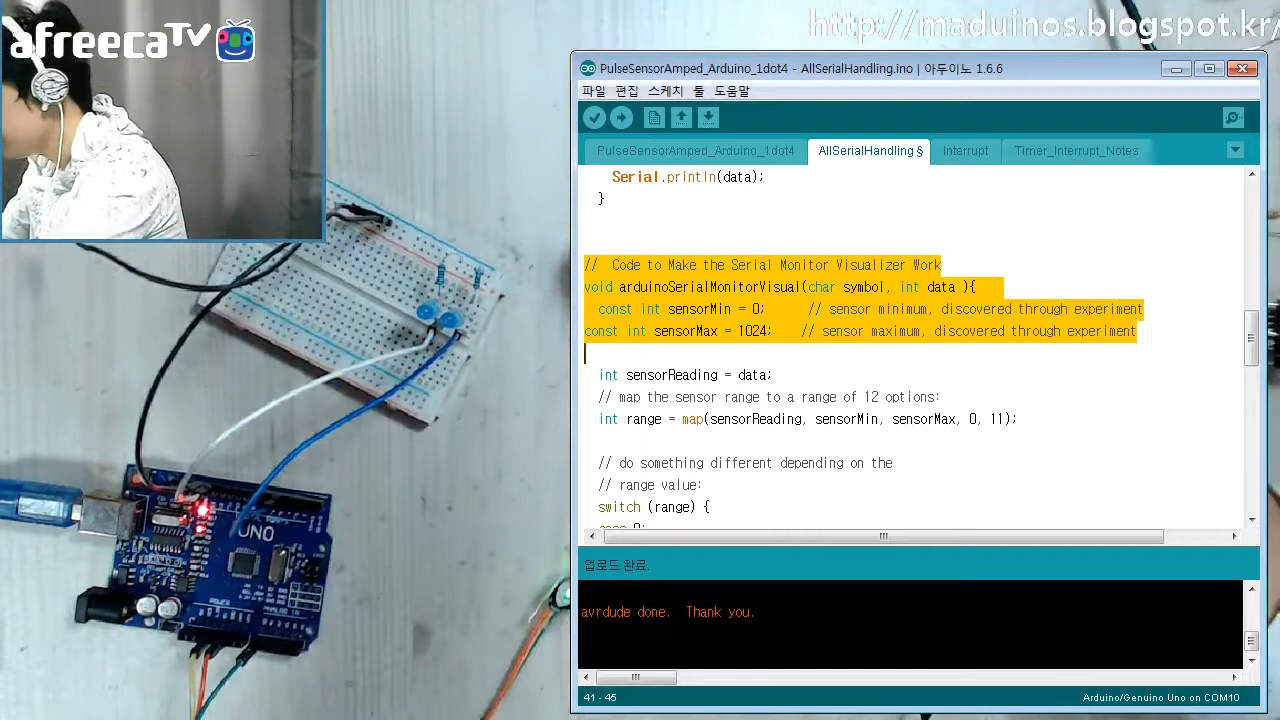 afreecaTV
http://maduinos.blogspot.kr/
PulseSensorAmped_Arduino_1dot4 - AllSerialHandling.ino | 아두이노 1.6.6
파일 편집 스케치 툴 도움말
PulseSensorAmped_Arduino_1dot4 AllSerialHandling § Interrupt Timer_Interrupt_Notes
Serial.println(data);
}
// Code to Make the Serial Monitor Visualizer Work
void arduinoSerialMonitorVisual(char symbol, int data ){
const int sensorMin = 0; // sensor minimum, discovered through experiment
const int sensorMax = 1024; // sensor maximum, discovered through experiment
int sensorReading = data;
// map the sensor range to a range of 12 options:
int range = map(sensorReading, sensorMin, sensorMax, 0, 11);
// do something different depending on the
// range value:
switch (range) {
case 0:
업로드 완료.
avrdude done. Thank you.
41 - 45
Arduino/Genuino Uno on COM10
UNO